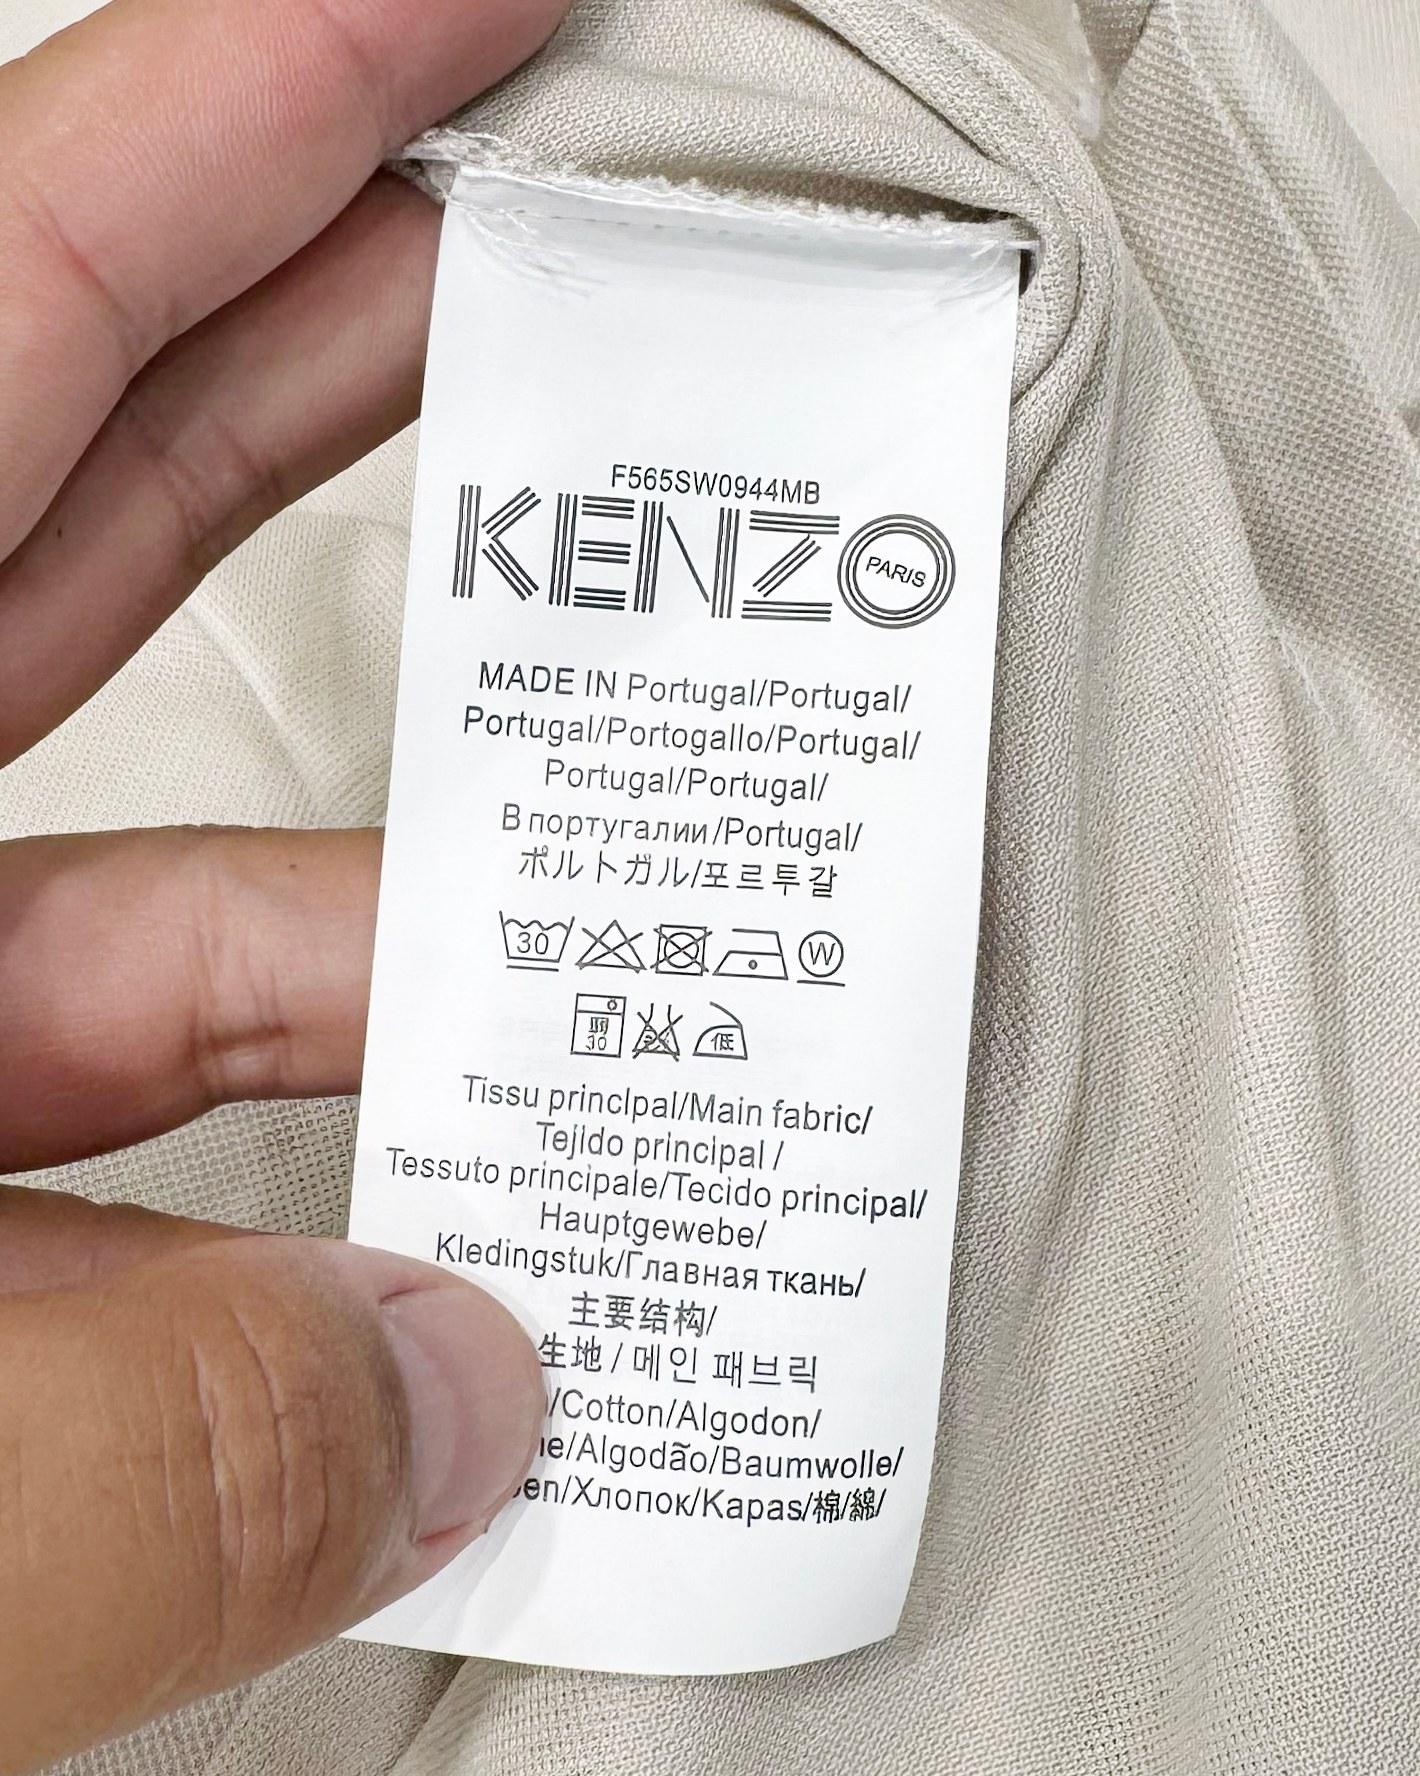 F565SW0944MB
KENZO
PARIS
MADE IN Portugal/Portugal/
Portugal/Portogallo/Portugal/
Portugal/Portugal/
В португалии/Portugal/
ポルトガル/포르투갈
30 W
30 低
Tissu principal/Main fabric/
Tejido principal /
Tessuto principale/Tecido principal/
Hauptgewebe/
Kledingstuk/Главная ткань/
主要结构/
生地/메인 패브릭
/Cotton/Algodon/
/Algodão/Baumwolle/
/Хлопок/Kapas/棉/綿/